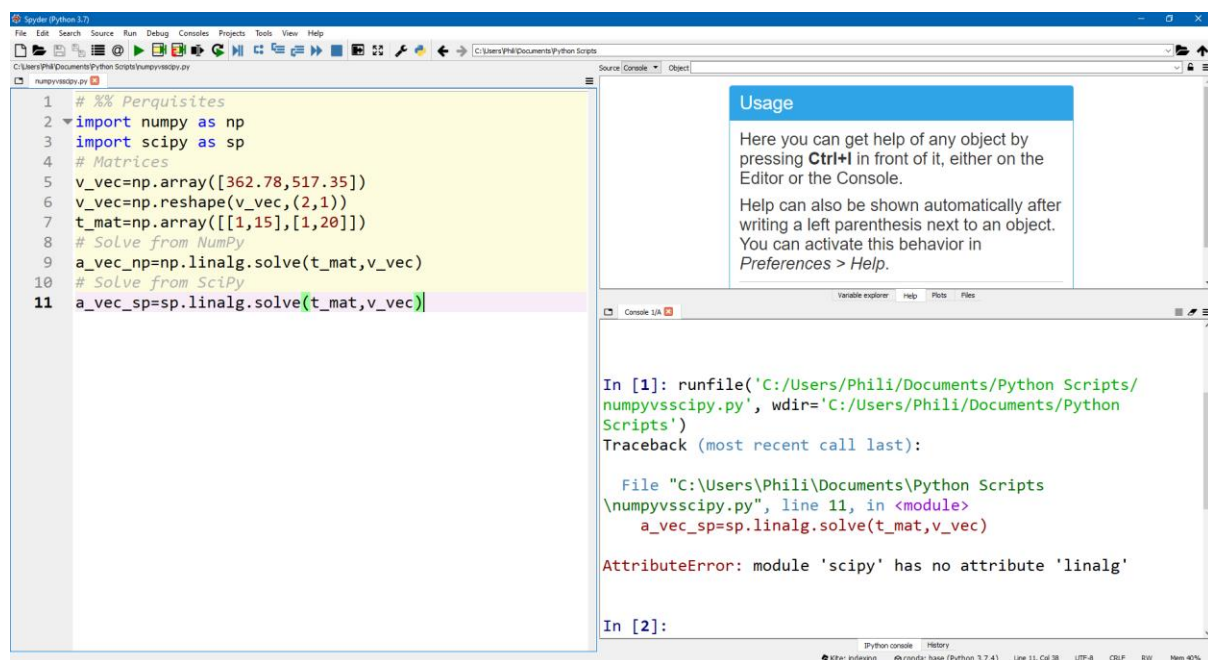 Spyder (Python 3.7)
File Edit Search Source Run Debug Consoles Projects Tools View Help
C:\Users\Phili\Documents\Python Scripts
C:\Users\Phili\Documents\Python Scripts\numpyvsscipy.py
numpyvsscipy.py
1 # %% Perquisites
2 import numpy as np
3 import scipy as sp
4 # Matrices
5 v_vec=np.array([362.78,517.35])
6 v_vec=np.reshape(v_vec,(2,1))
7 t_mat=np.array([[1,15],[1,20]])
8 # Solve from NumPy
9 a_vec_np=np.linalg.solve(t_mat,v_vec)
10 # Solve from SciPy
11 a_vec_sp=sp.linalg.solve(t_mat,v_vec)
Source Console Object
Usage
Here you can get help of any object by
pressing Ctrl+I in front of it, either on the
Editor or the Console.
Help can also be shown automatically after
writing a left parenthesis next to an object.
You can activate this behavior in
Preferences > Help.
Variable explorer Help Plots Files
Console 1/A
In [1]: runfile('C:/Users/Phili/Documents/Python Scripts/
numpyvsscipy.py', wdir='C:/Users/Phili/Documents/Python
Scripts')
Traceback (most recent call last):
File "C:\Users\Phili\Documents\Python Scripts
\numpyvsscipy.py", line 11, in <module>
a_vec_sp=sp.linalg.solve(t_mat,v_vec)
AttributeError: module 'scipy' has no attribute 'linalg'
In [2]:
IPython console History
Kite: indexing conda: base (Python 3.7.4) Line 11, Col 38 UTF-8 CRLF RW Mem 40%